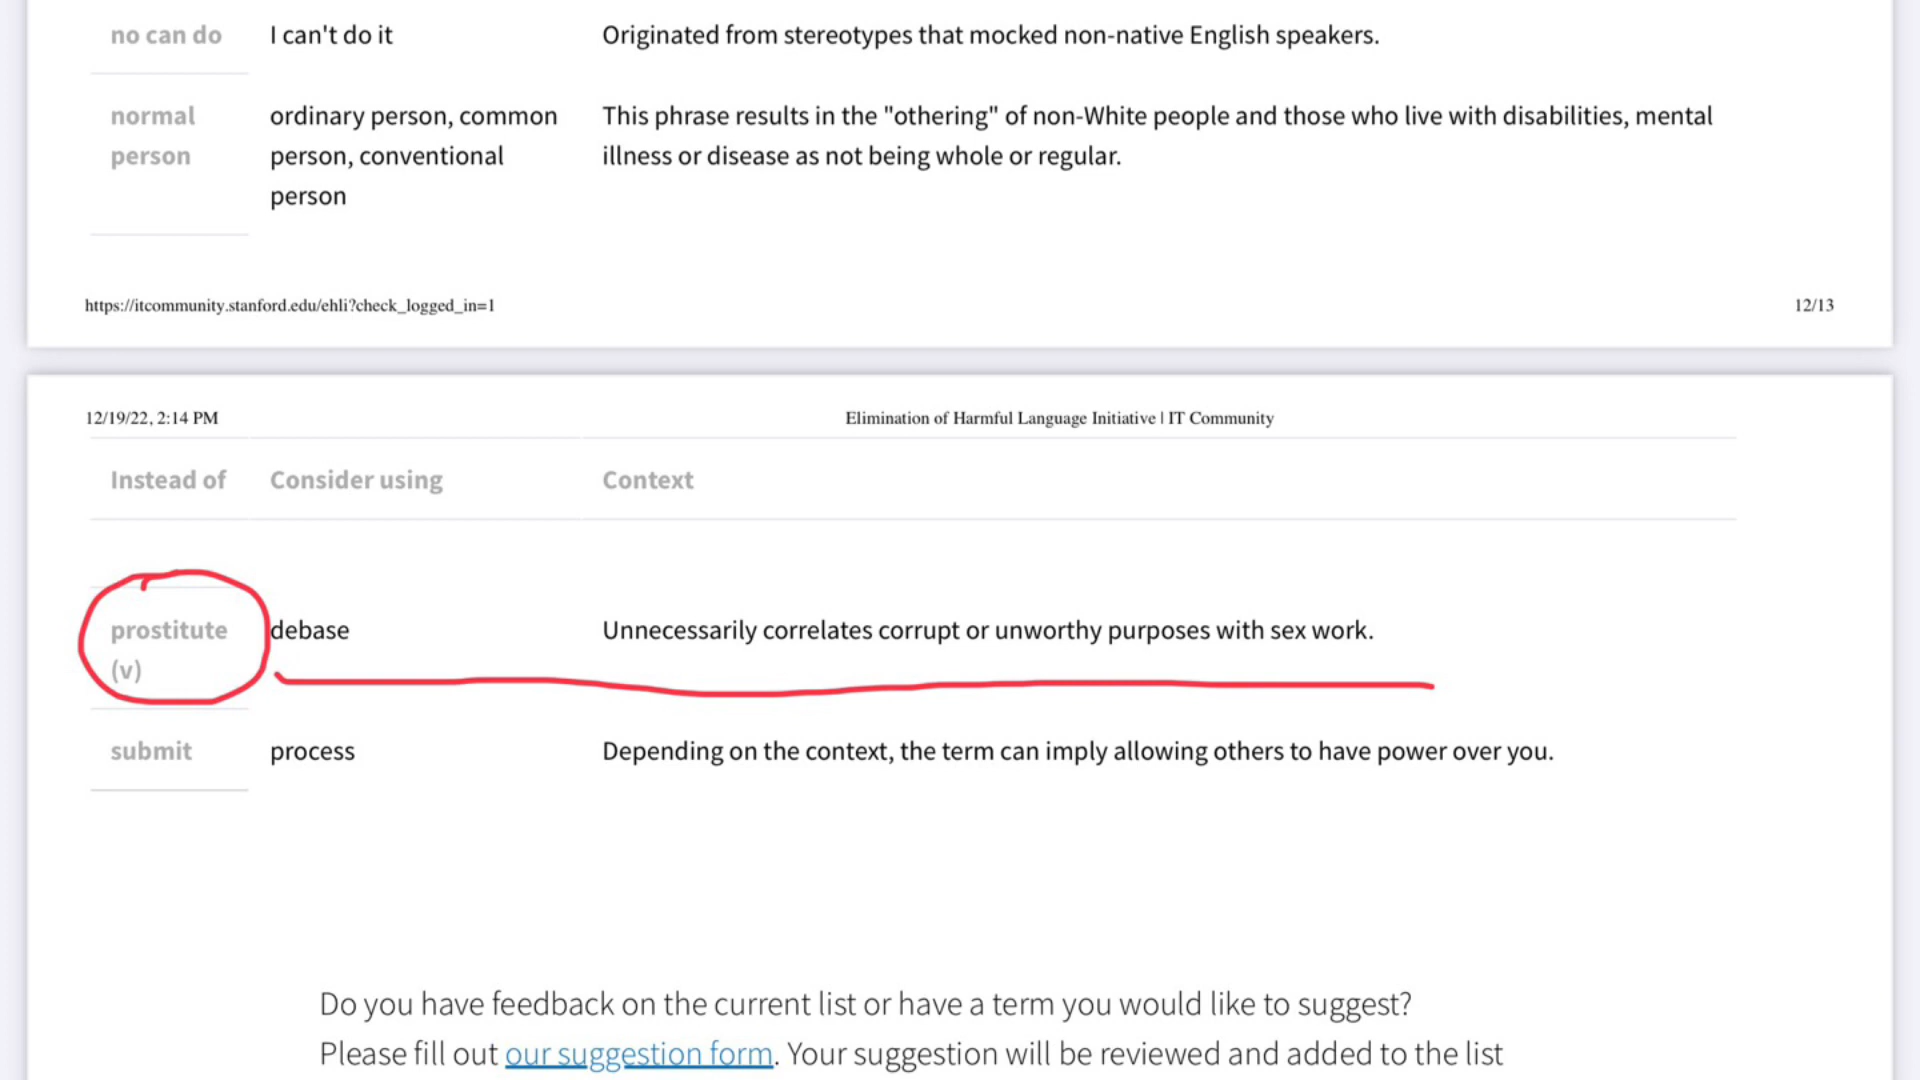 no can do I can't do it Originated from stereotypes that mocked non-native English speakers.
normal ordinary person, common This phrase results in the "othering" of non-White people and those who live with disabilities, mental
person person, conventional illness or disease as not being whole or regular.
person
https://itcommunity.stanford.edu/ehli?check_logged_in=1 12/13
12/19/22, 2:14 PM Elimination of Harmful Language Initiative | IT Community
Instead of Consider using Context
prostitute debase Unnecessarily correlates corrupt or unworthy purposes with sex work.
(v)
submit process Depending on the context, the term can imply allowing others to have power over you.
Do you have feedback on the current list or have a term you would like to suggest?
Please fill out our suggestion form. Your suggestion will be reviewed and added to the list